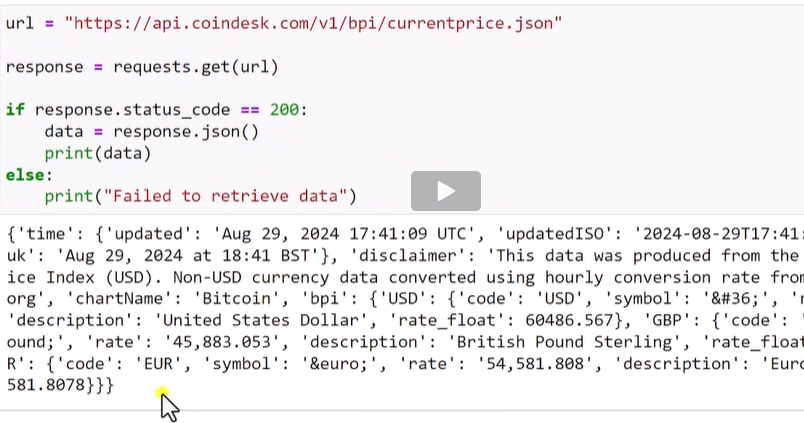 url = "https://api.coindesk.com/v1/bpi/currentprice.json"
response = requests.get(url)
if response.status_code == 200:
    data = response.json()
    print(data)
else:
    print("Failed to retrieve data")
{'time': {'updated': 'Aug 29, 2024 17:41:09 UTC', 'updatedISO': '2024-08-29T17:41:
uk': 'Aug 29, 2024 at 18:41 BST'}, 'disclaimer': 'This data was produced from the
ice Index (USD). Non-USD currency data converted using hourly conversion rate from
org', 'chartName': 'Bitcoin', 'bpi': {'USD': {'code': 'USD', 'symbol': '&#36;', '
'description': 'United States Dollar', 'rate_float': 60486.567}, 'GBP': {'code': '
ound;', 'rate': '45,883.053', 'description': 'British Pound Sterling', 'rate_float
R': {'code': 'EUR', 'symbol': '&euro;', 'rate': '54,581.808', 'description': 'Euro
581.8078}}}